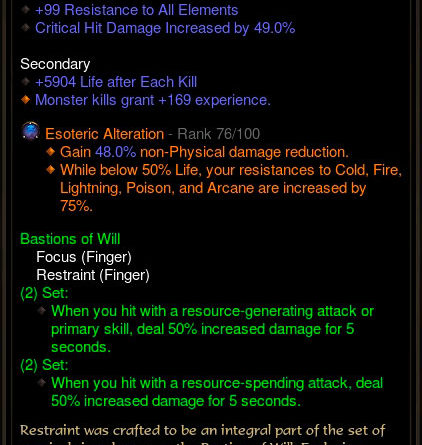 +99 Resistance to All Elements
Critical Hit Damage Increased by 49.0%
Secondary
+5904 Life after Each Kill
Monster kills grant +169 experience.
Esoteric Alteration - Rank 76/100
Gain 48.0% non-Physical damage reduction.
While below 50% Life, your resistances to Cold, Fire,
Lightning, Poison, and Arcane are increased by
75%.
Bastions of Will
Focus (Finger)
Restraint (Finger)
(2) Set:
When you hit with a resource-generating attack or
primary skill, deal 50% increased damage for 5
seconds.
(2) Set:
When you hit with a resource-spending attack, deal
50% increased damage for 5 seconds.
Restraint was crafted to be an integral part of the set of